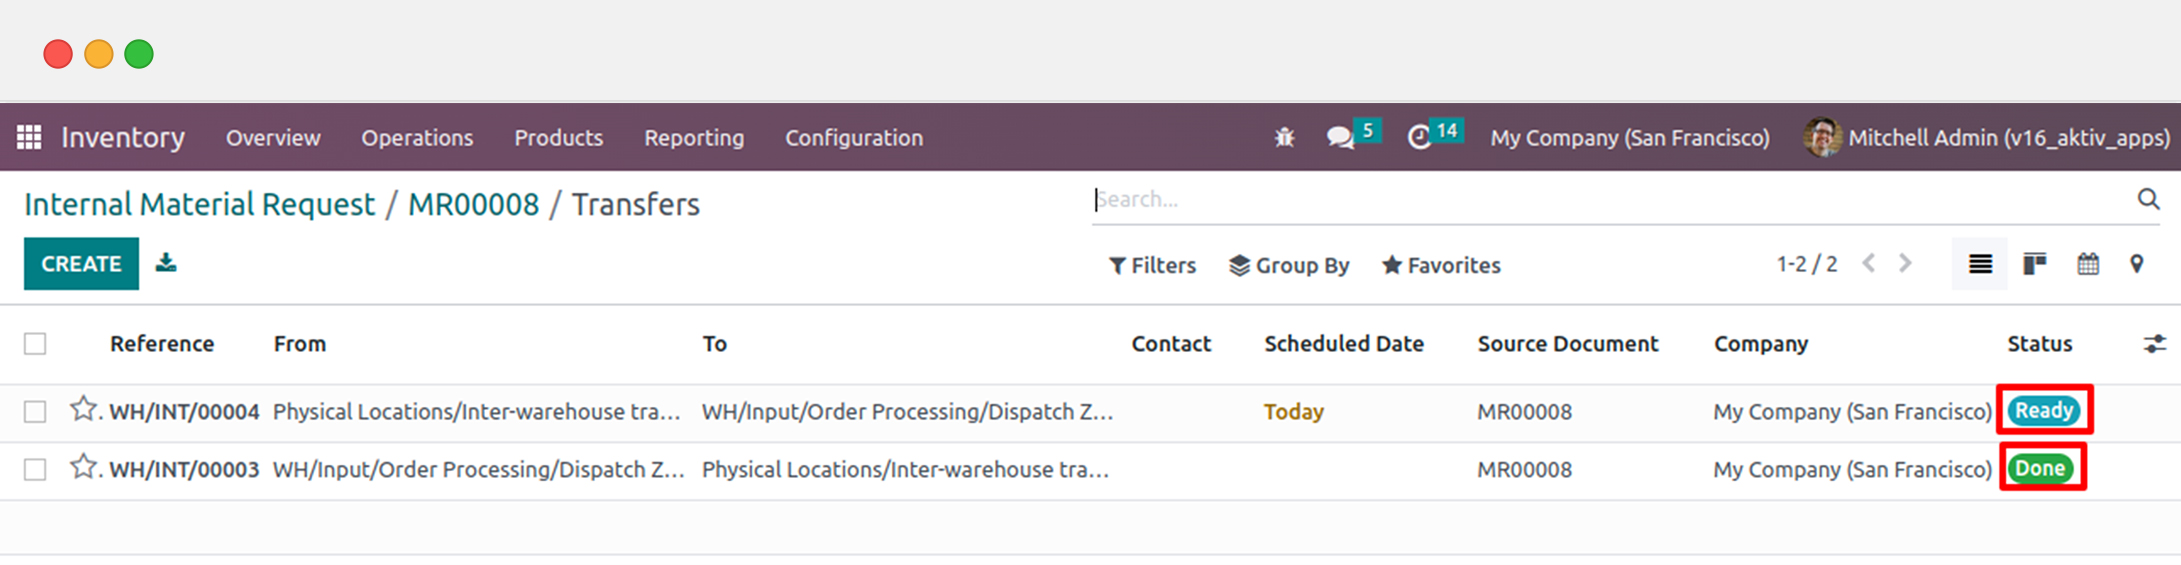 Inventory Overview Operations Products Reporting Configuration 5 14 My Company (San Francisco) Mitchell Admin (v16_aktiv_apps)
Internal Material Request / MR00008 / Transfers Search...
CREATE Filters Group By Favorites 1-2 / 2
Reference From To Contact Scheduled Date Source Document Company Status
WH/INT/00004 Physical Locations/Inter-warehouse tra... WH/Input/Order Processing/Dispatch Z... Today MR00008 My Company (San Francisco) Ready
WH/INT/00003 WH/Input/Order Processing/Dispatch Z... Physical Locations/Inter-warehouse tra... MR00008 My Company (San Francisco) Done